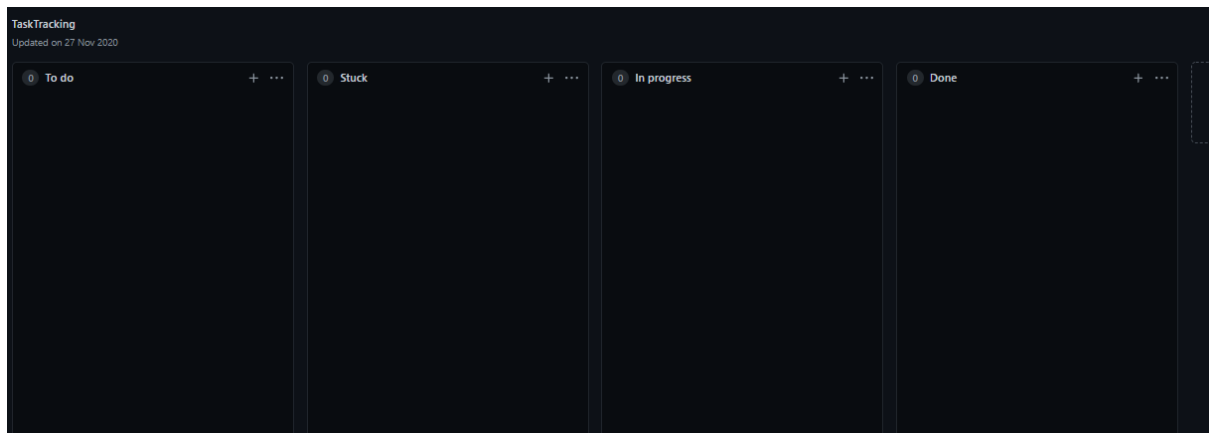 TaskTracking
Updated on 27 Nov 2020
0 To do
0 Stuck
0 In progress
0 Done